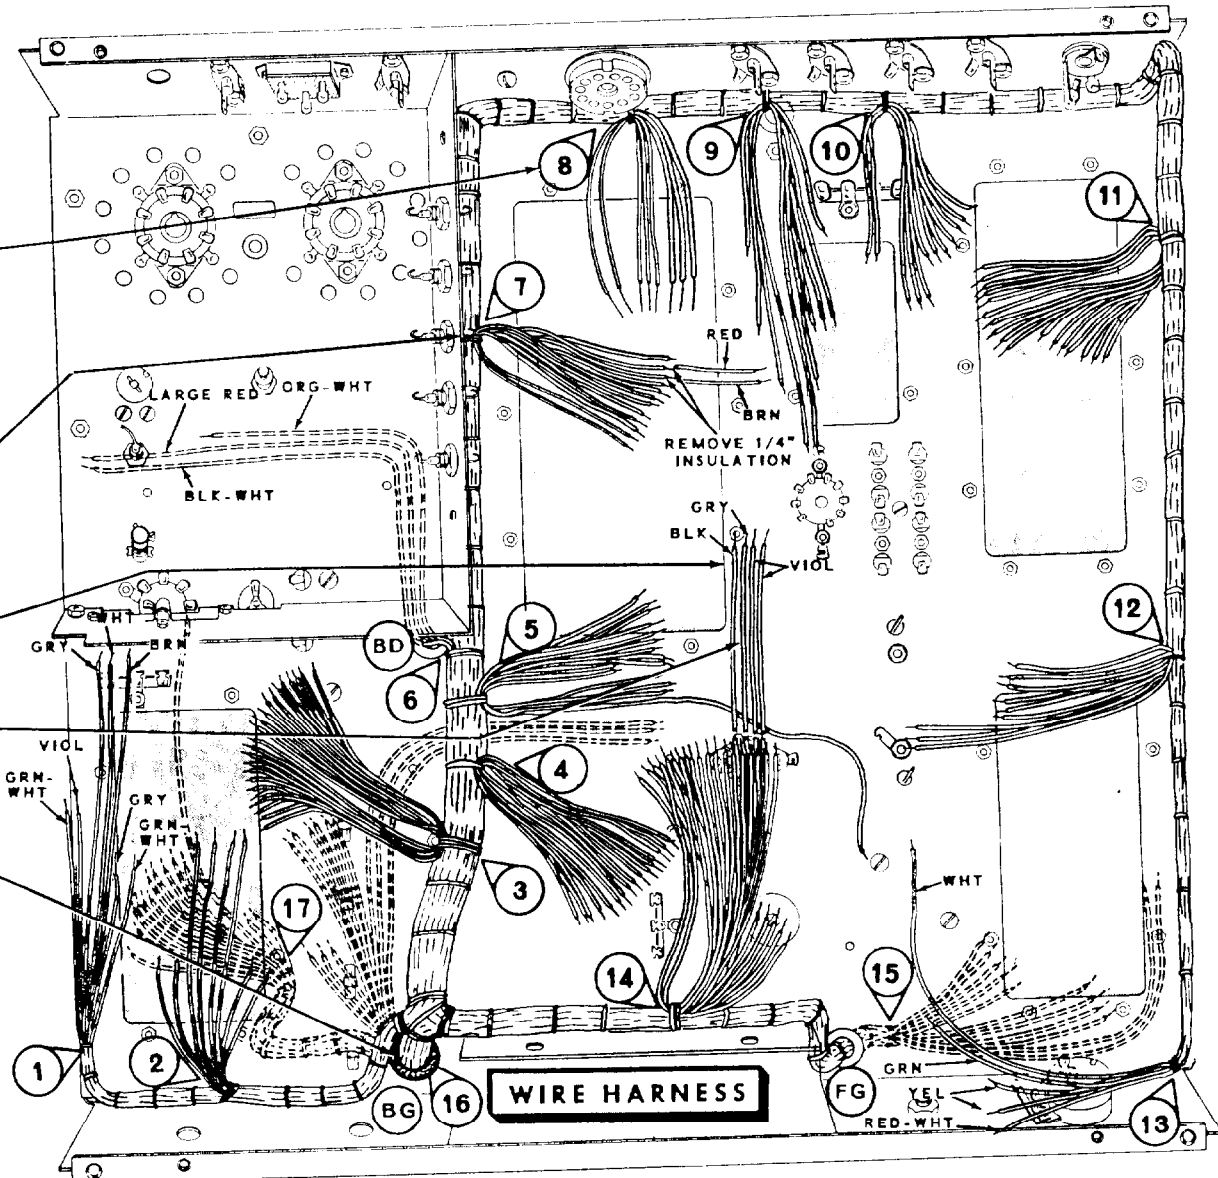 8
9
10
11
7
RED
LARGE RED
ORG-WHT
BRN
REMOVE 1/4"
INSULATION
BLK-WHT
GRY
BLK
VIOL
12
WHT
GRY
BRN
BD
5
6
VIOL
GRN-
WHT
4
GRY
GRN-
WHT
3
WHT
17
14
15
1
2
GRN
BG
16
WIRE HARNESS
FG
YEL
RED-WHT
13